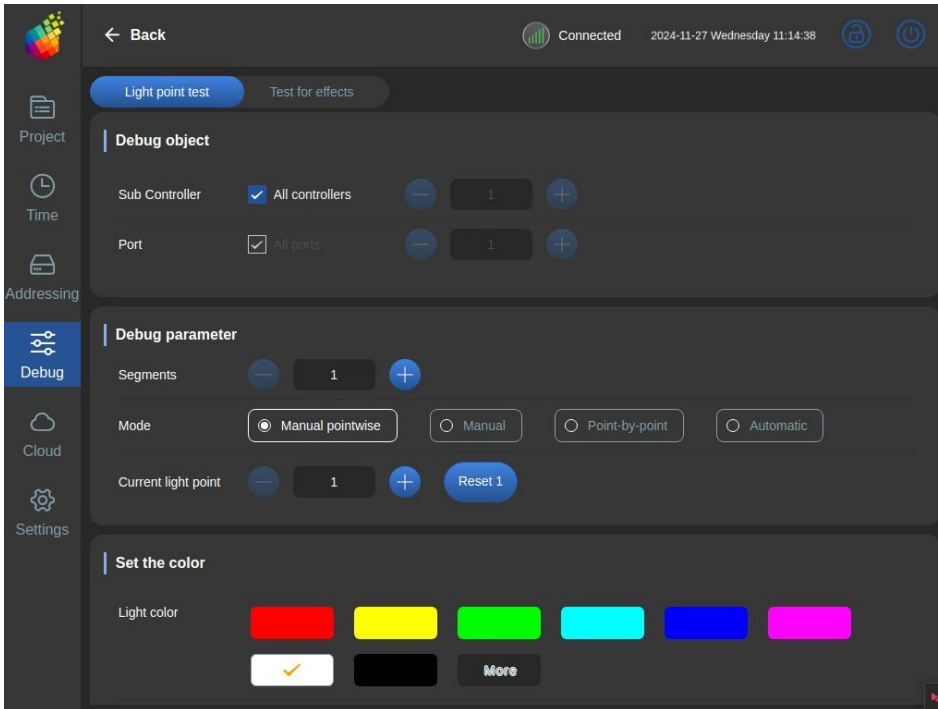 Back
Connected
2024-11-27 Wednesday 11:14:38
Project
Time
Addressing
Debug
Cloud
Settings
Light point test
Test for effects
Debug object
Sub Controller
All controllers
1
Port
All ports
1
Debug parameter
Segments
1
Mode
Manual pointwise
Manual
Point-by-point
Automatic
Current light point
1
Reset 1
Set the color
Light color
More